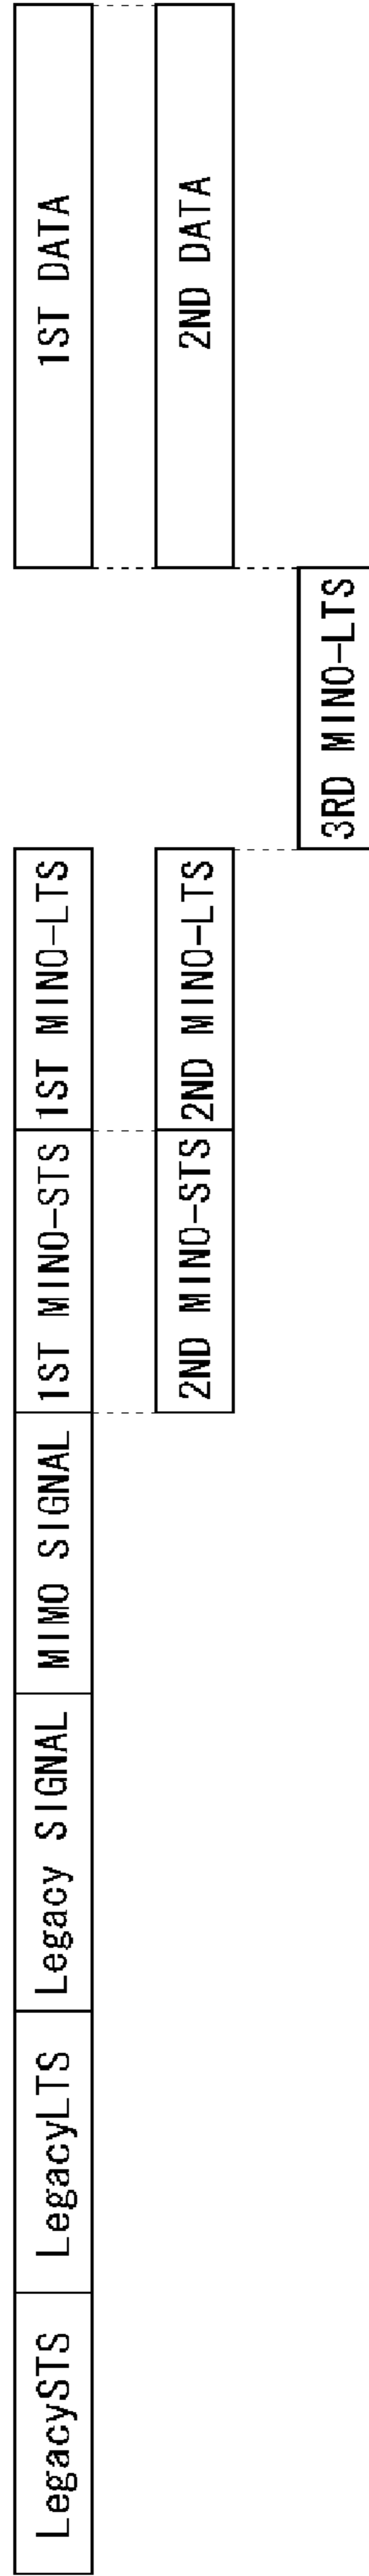 LegacySTS
LegacyLTS
Legacy SIGNAL
MIMO SIGNAL
1ST MINO-STS
1ST MINO-LTS
1ST DATA
2ND MINO-STS
2ND MINO-LTS
2ND DATA
3RD MINO-LTS